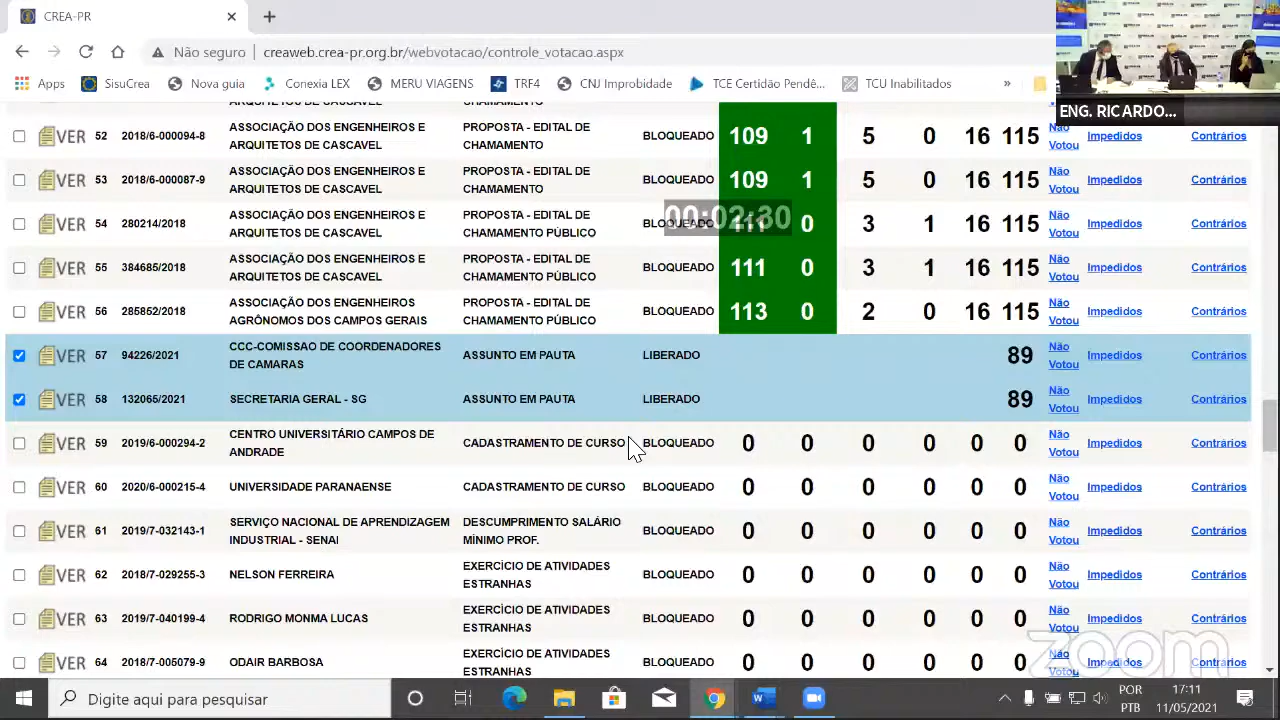 CREA-PR
Não seguro
Apps SisuCrea Nova guia Conexia LEX CNJ Improbidade TCE Certidão Pendê... TCU Inabilitados »
ENG. RICARDO...
ARQUITETOS DE CASCAVEL CHAMAMENTO
VER 52 2018/6-000094-8 ASSOCIAÇÃO DOS ENGENHEIROS E ARQUITETOS DE CASCAVEL PROPOSTA - EDITAL DE CHAMAMENTO BLOQUEADO 109 1 5 0 16 115 Não Votou Impedidos Contrários
VER 53 2018/6-000087-9 ASSOCIAÇÃO DOS ENGENHEIROS E ARQUITETOS DE CASCAVEL PROPOSTA - EDITAL DE CHAMAMENTO BLOQUEADO 109 1 5 0 16 115 Não Votou Impedidos Contrários
00:02:30
VER 54 280214/2018 ASSOCIAÇÃO DOS ENGENHEIROS E ARQUITETOS DE CASCAVEL PROPOSTA - EDITAL DE CHAMAMENTO PÚBLICO BLOQUEADO 111 0 3 1 16 115 Não Votou Impedidos Contrários
VER 55 384685/2018 ASSOCIAÇÃO DOS ENGENHEIROS E ARQUITETOS DE CASCAVEL PROPOSTA - EDITAL DE CHAMAMENTO PÚBLICO BLOQUEADO 111 0 3 1 16 115 Não Votou Impedidos Contrários
VER 56 285852/2018 ASSOCIAÇÃO DOS ENGENHEIROS AGRÔNOMOS DOS CAMPOS GERAIS PROPOSTA - EDITAL DE CHAMAMENTO PÚBLICO BLOQUEADO 113 0 2 0 16 115 Não Votou Impedidos Contrários
VER 57 94226/2021 CCC-COMISSAO DE COORDENADORES DE CAMARAS ASSUNTO EM PAUTA LIBERADO 89 Não Votou Impedidos Contrários
VER 58 132065/2021 SECRETARIA GERAL - SG ASSUNTO EM PAUTA LIBERADO 89 Não Votou Impedidos Contrários
VER 59 2019/6-000294-2 CENTRO UNIVERSITÁRIO CAMPOS DE ANDRADE CADASTRAMENTO DE CURSO BLOQUEADO 0 0 0 0 0 0 Não Votou Impedidos Contrários
VER 60 2020/6-000215-4 UNIVERSIDADE PARANAENSE CADASTRAMENTO DE CURSO BLOQUEADO 0 0 0 0 0 0 Não Votou Impedidos Contrários
VER 61 2019/7-032143-1 SERVIÇO NACIONAL DE APRENDIZAGEM INDUSTRIAL - SENAI DESCUMPRIMENTO SALÁRIO MÍNIMO PROF. BLOQUEADO 0 0 0 0 0 0 Não Votou Impedidos Contrários
VER 62 2018/7-029255-3 NELSON FERREIRA EXERCÍCIO DE ATIVIDADES ESTRANHAS BLOQUEADO 0 0 0 0 0 0 Não Votou Impedidos Contrários
VER 63 2019/7-040199-4 RODRIGO MONMA LUCAS EXERCÍCIO DE ATIVIDADES ESTRANHAS BLOQUEADO 0 0 0 0 0 0 Não Votou Impedidos Contrários
VER 64 2018/7-005079-9 ODAIR BARBOSA EXERCÍCIO DE ATIVIDADES ESTRANHAS BLOQUEADO 0 0 0 0 0 0 Não Votou Impedidos Contrários
zoom
Digite aqui para pesquisar
POR 17:11
PTB 11/05/2021